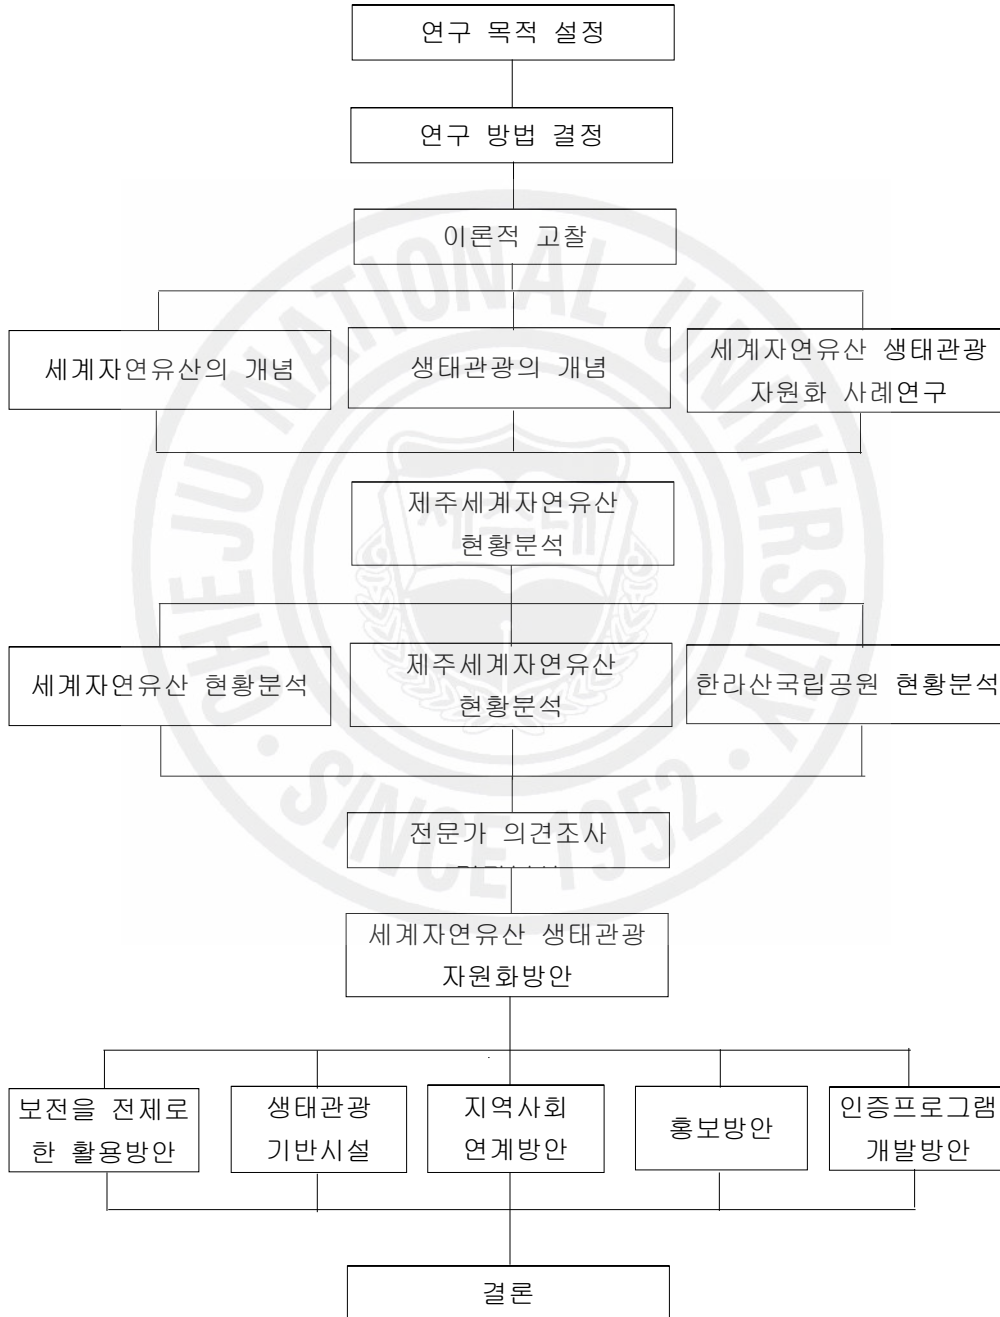 연구 목적 설정
연구 방법 결정
이론적 고찰
세계자연유산의 개념
생태관광의 개념
세계자연유산 생태관광
자원화 사례연구
제주세계자연유산
현황분석
세계자연유산 현황분석
제주세계자연유산
현황분석
한라산국립공원 현황분석
전문가 의견조사
세계자연유산 생태관광
자원화방안
보전을 전제로
한 활용방안
생태관광
기반시설
지역사회
연계방안
홍보방안
인증프로그램
개발방안
결론
CHEJU NATIONAL UNIVERSITY
제주대
SINCE 1952